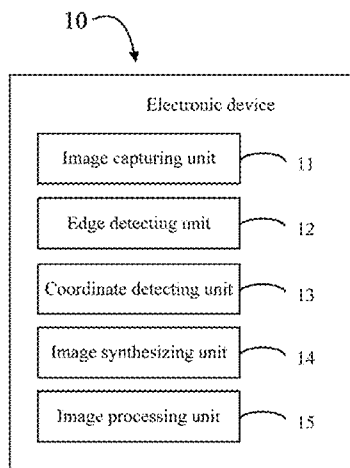 10
Electronic device
Image capturing unit 11
Edge detecting unit 12
Coordinate detecting unit 13
Image synthesizing unit 14
Image processing unit 15